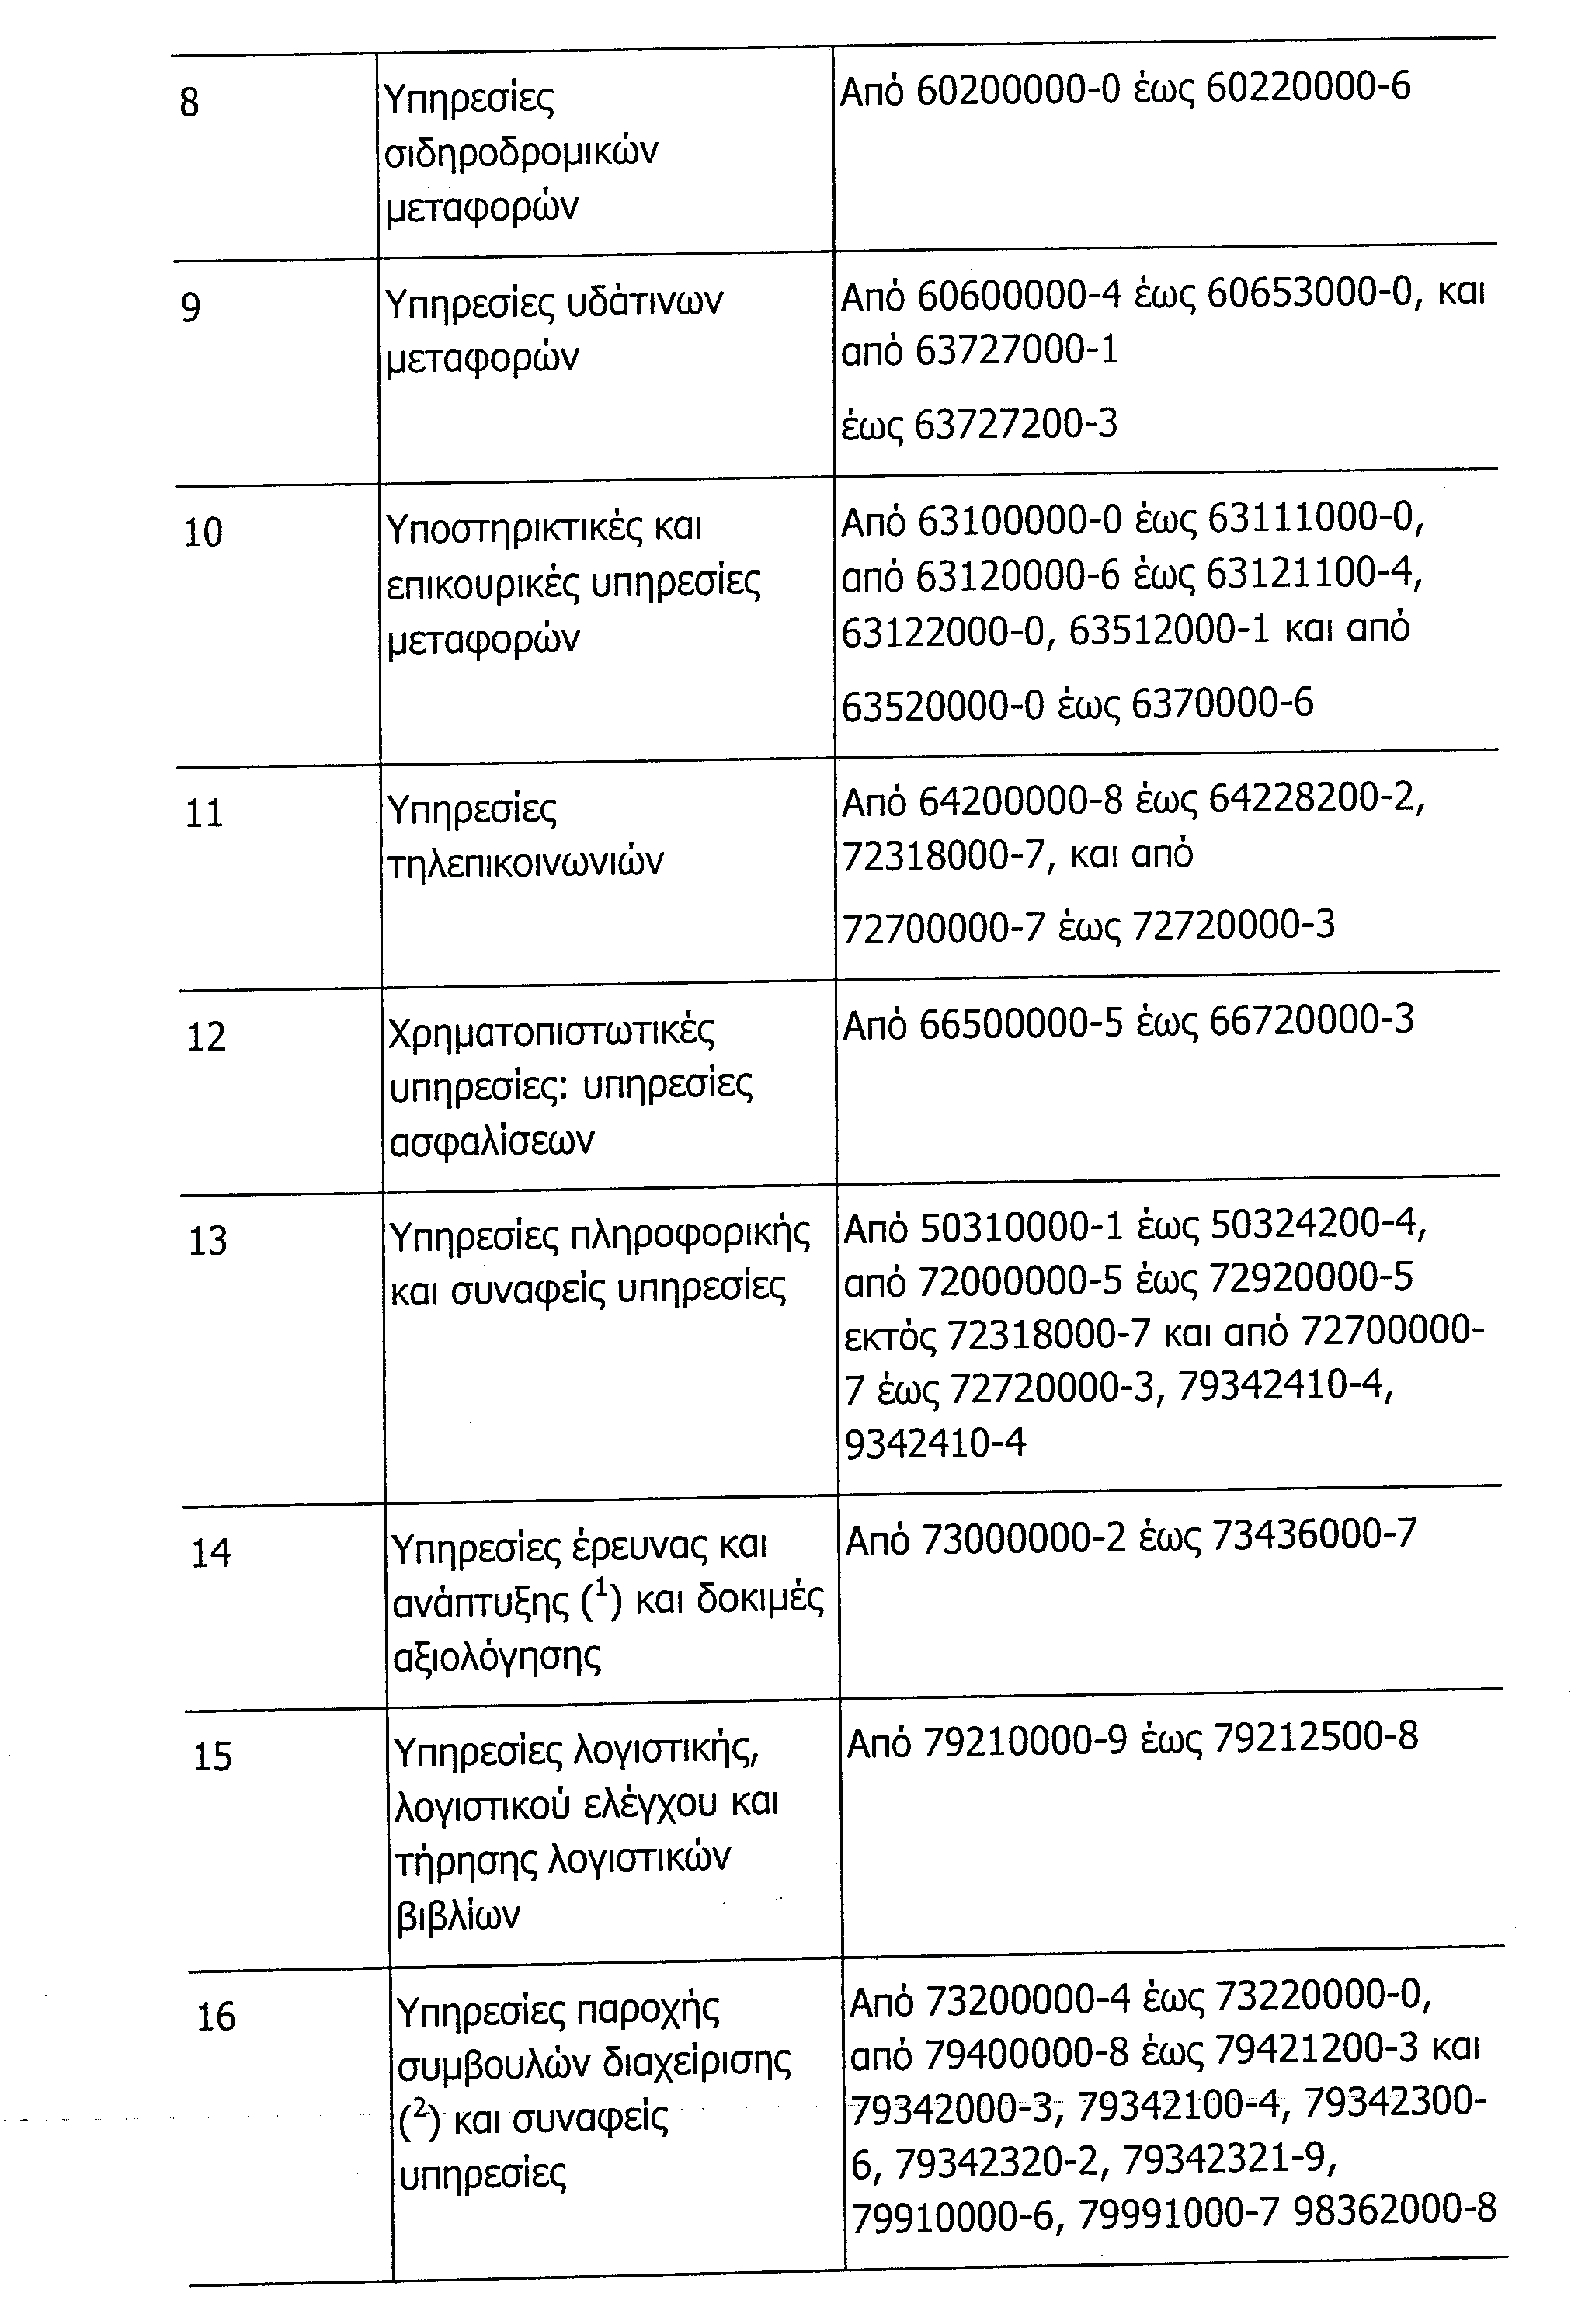 8
Υπηρεσίες
σιδηροδρομικών
μεταφορών
Από 60200000-0 έως 60220000-6
9
Υπηρεσίες υδάτινων
μεταφορών
Από 60600000-4 έως 60653000-0, και
από 63727000-1
έως 63727200-3
10
Υποστηρικτικές και
επικουρικές υπηρεσίες
μεταφορών
Από 63100000-0 έως 63111000-0,
από 63120000-6 έως 63121100-4,
63122000-0, 63512000-1 και από
63520000-0 έως 6370000-6
11
Υπηρεσίες
τηλεπικοινωνιών
Από 64200000-8 έως 64228200-2,
72318000-7, και από
72700000-7 έως 72720000-3
12
Χρηματοπιστωτικές
υπηρεσίες: υπηρεσίες
ασφαλίσεων
Από 66500000-5 έως 66720000-3
13
Υπηρεσίες πληροφορικής
και συναφείς υπηρεσίες
Από 50310000-1 έως 50324200-4,
από 72000000-5 έως 72920000-5
εκτός 72318000-7 και από 72700000-
7 έως 72720000-3, 79342410-4,
9342410-4
14
Υπηρεσίες έρευνας και
ανάπτυξης (¹) και δοκιμές
αξιολόγησης
Από 73000000-2 έως 73436000-7
15
Υπηρεσίες λογιστικής,
λογιστικού ελέγχου και
τήρησης λογιστικών
βιβλίων
Από 79210000-9 έως 79212500-8
16
Υπηρεσίες παροχής
συμβουλών διαχείρισης
(²) και συναφείς
υπηρεσίες
Από 73200000-4 έως 73220000-0,
από 79400000-8 έως 79421200-3 και
79342000-3, 79342100-4, 79342300-
6, 79342320-2, 79342321-9,
79910000-6, 79991000-7 98362000-8